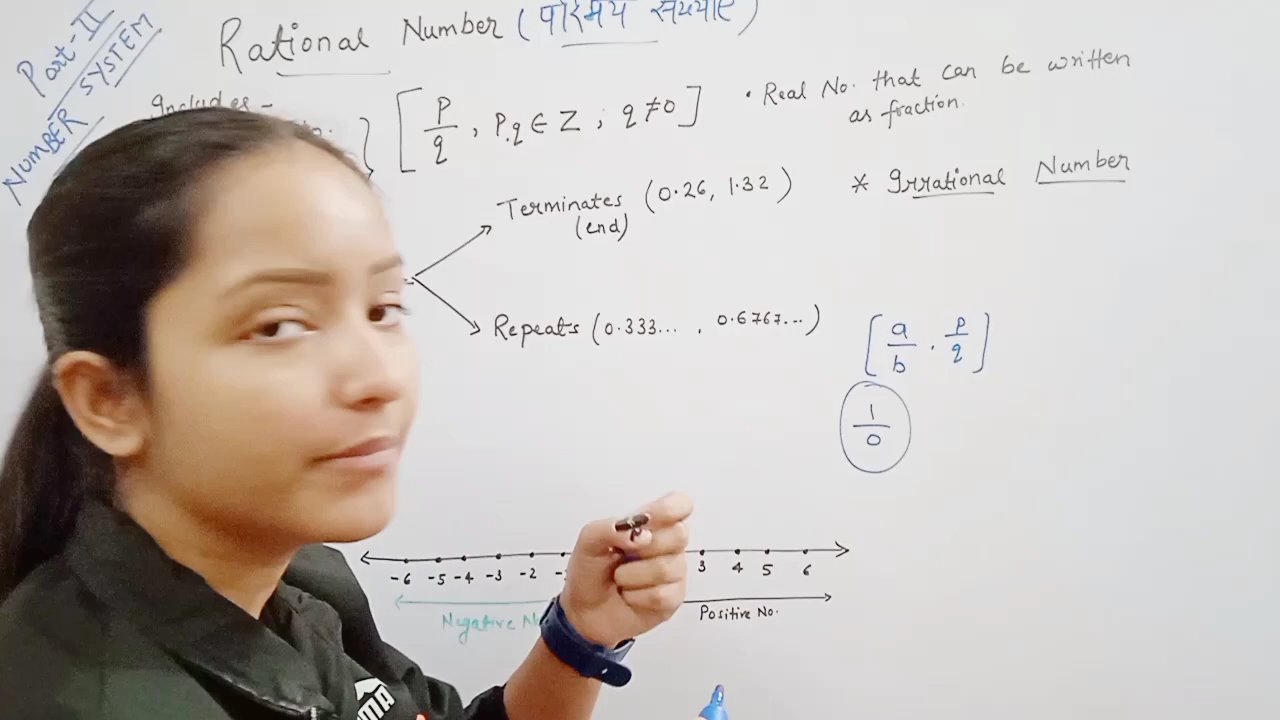 Part-II
NUMBER SYSTEM
Rational Number (परिमेय संख्याएँ)
Includes -
[P/q, P,q ∈ Z ; q ≠ 0]
• Real No. that can be written
as fraction.
* Irrational Number
Terminates (0.26, 1.32)
(end)
Repeats (0.333... , 0.6767...)
[a/b . P/q]
1/0
-6 -5 -4 -3 -2 3 4 5 6
Negative
Positive No.